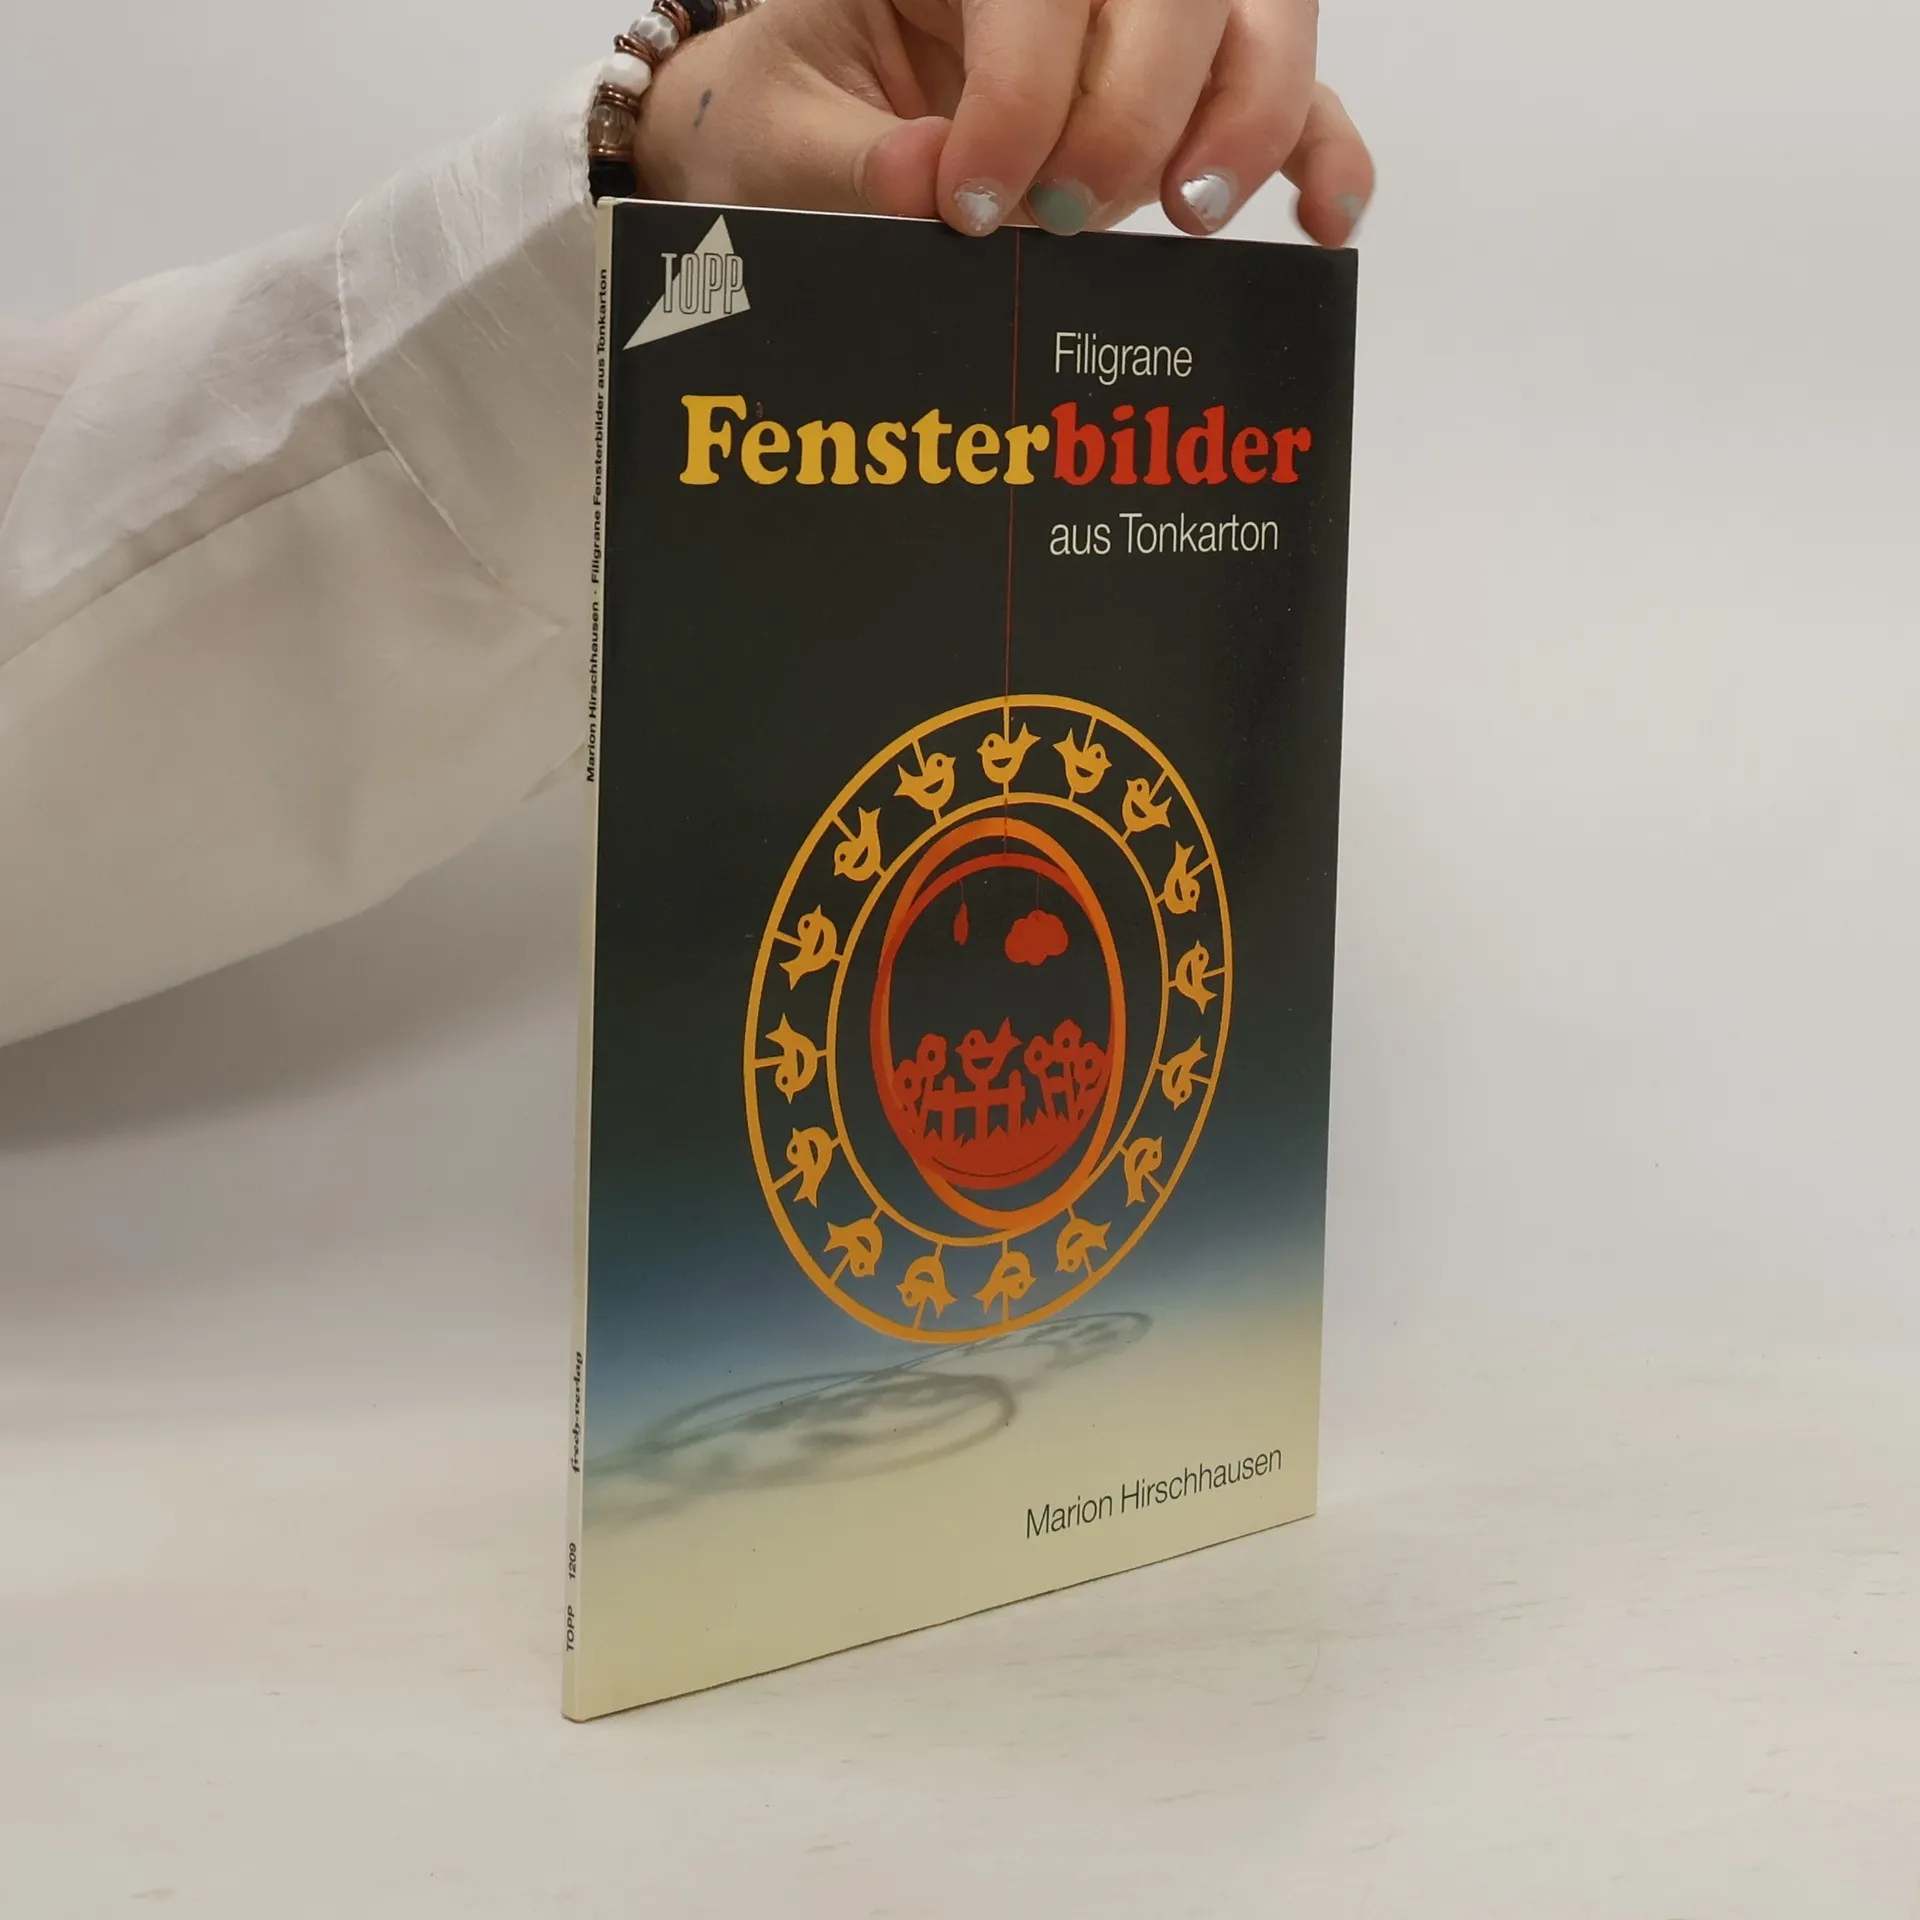 TOPP
Filigrane
Fensterbilder
aus Tonkarton
Marion Hirschhausen
Marion Hirschhausen · Filigrane Fensterbilder aus Tonkarton
frech-verlag
TOPP 1209